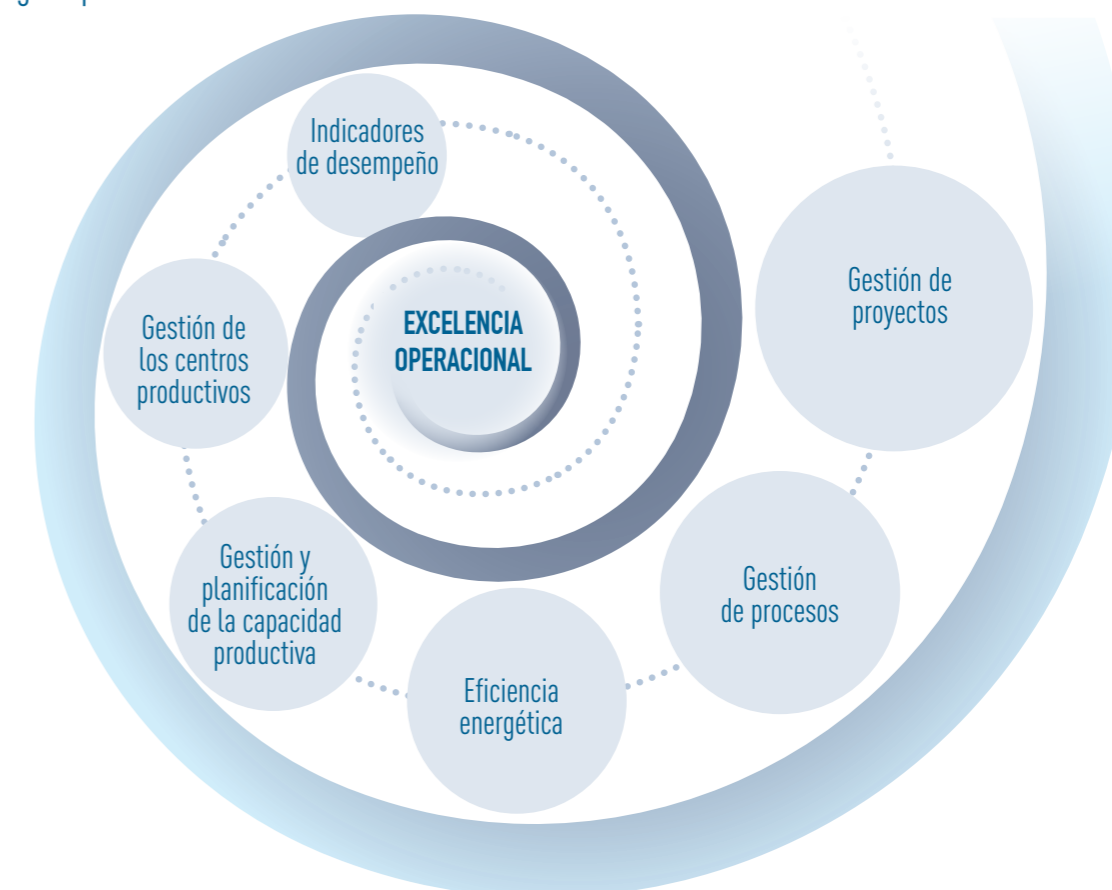 Indicadores
de desempeño
EXCELENCIA
OPERACIONAL
Gestión de
proyectos
Gestión de
los centros
productivos
Gestión y
planificación
de la capacidad
productiva
Gestión
de procesos
Eficiencia
energética